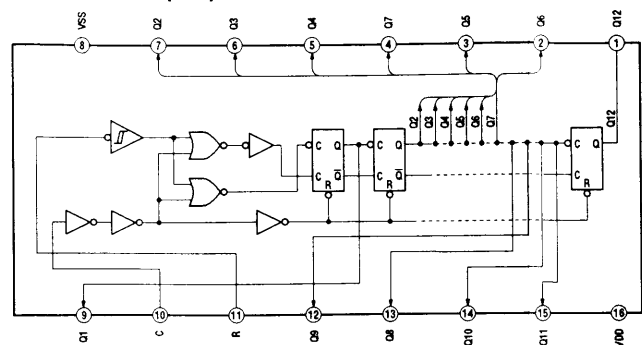 VSS Q2 Q3 Q4 Q7 Q5 Q6 Q12
8 7 6 5 4 3 2 1
Q2 Q3 Q4 Q5 Q6 Q7
Q12
C Q C Q C Q
C Q̅ C Q̅ C
R R R
9 10 11 12 13 14 15 16
Q1 C R Q9 Q8 Q10 Q11 VDD